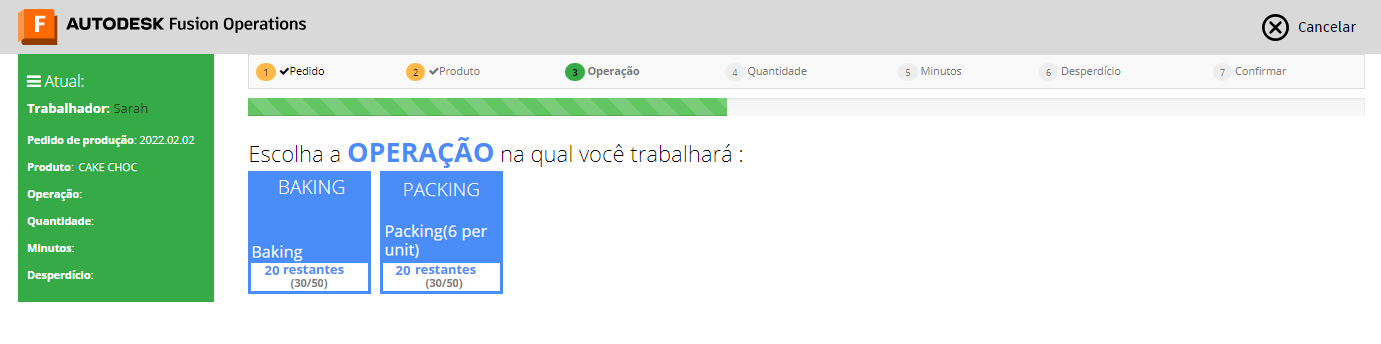 F AUTODESK Fusion Operations
Cancelar
Atual:
Trabalhador: Sarah
Pedido de produção: 2022.02.02
Produto: CAKE CHOC
Operação:
Quantidade:
Minutos:
Desperdício:
1 Pedido
2 Produto
3 Operação
4 Quantidade
5 Minutos
6 Desperdício
7 Confirmar
Escolha a OPERAÇÃO na qual você trabalhará :
BAKING
Baking
20 restantes
(30/50)
PACKING
Packing(6 per
unit)
20 restantes
(30/50)